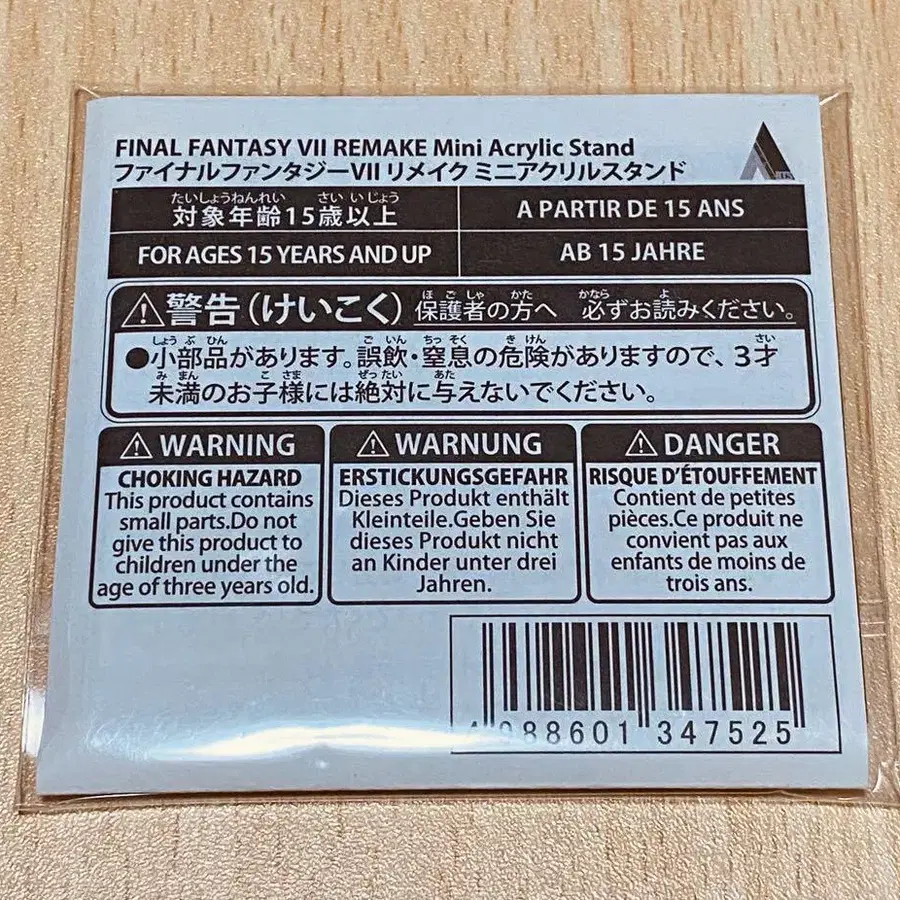 FINAL FANTASY VII REMAKE Mini Acrylic Stand
ファイナルファンタジーVII リメイク ミニアクリルスタンド
たいしょうねんれい さい いじょう
対象年齢15歳以上
A PARTIR DE 15 ANS
FOR AGES 15 YEARS AND UP
AB 15 JAHRE
ほごしゃ かた かなら よ
⚠警告(けいこく) 保護者の方へ 必ずお読みください。
しょうぶひん ごいん ちっそく きけん さい
●小部品があります。誤飲・窒息の危険がありますので、3才
みまん こさま ぜったい あた
未満のお子様には絶対に与えないでください。
⚠ WARNING
CHOKING HAZARD
This product contains
small parts.Do not
give this product to
children under the
age of three years old.
⚠ WARNUNG
ERSTICKUNGSGEFAHR
Dieses Produkt enthält
Kleinteile.Geben Sie
dieses Produkt nicht
an Kinder unter drei
Jahren.
⚠ DANGER
RISQUE D'ÉTOUFFEMENT
Contient de petites
pièces.Ce produit ne
convient pas aux
enfants de moins de
trois ans.
4 988601 347525